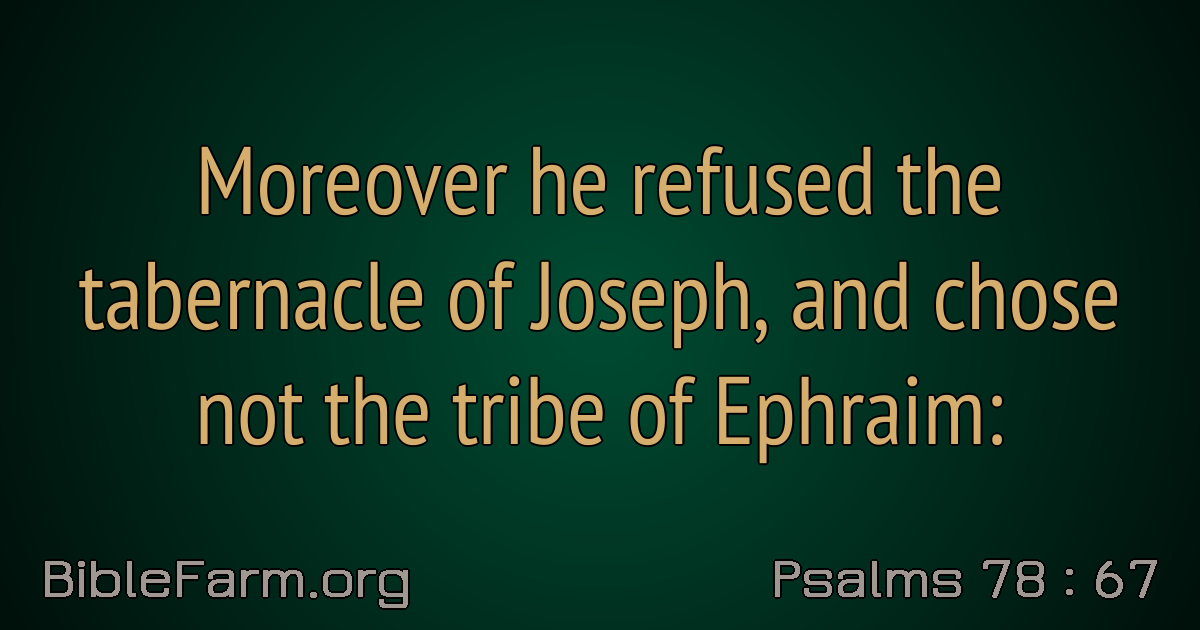 Moreover he refused the
tabernacle of Joseph, and chose
not the tribe of Ephraim:
BibleFarm.org
Psalms 78 : 67